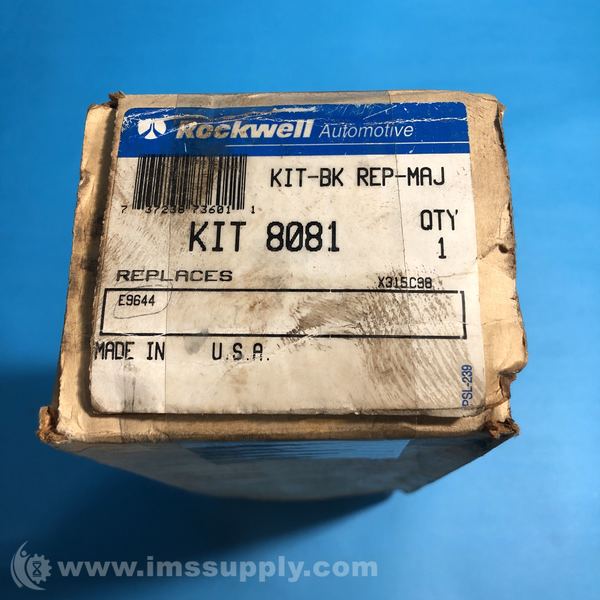 Rockwell Automotive
KIT-BK REP-MAJ
7 37238 73601 1
KIT 8081
QTY
1
REPLACES
X315C98
E9644
MADE IN U.S.A.
PSL-239
www.imssupply.com